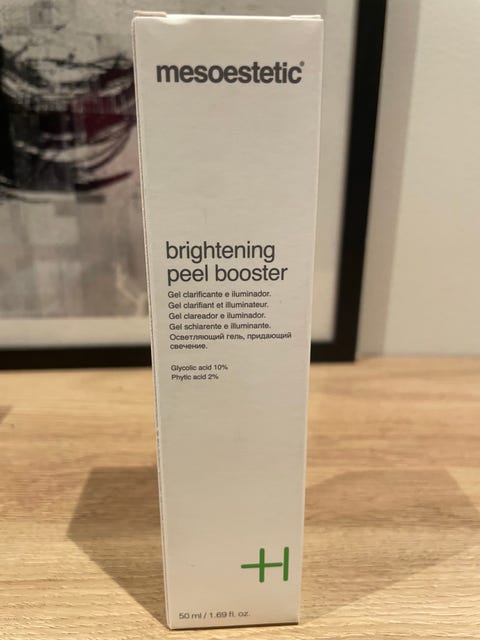 mesoestetic®
brightening
peel booster
Gel clarificante e iluminador.
Gel clarifiant et illuminateur.
Gel clareador e iluminador.
Gel schiarente e illuminante.
Осветляющий гель, придающий
свечение.
Glycolic acid 10%
Phytic acid 2%
50 ml / 1.69 fl. oz.